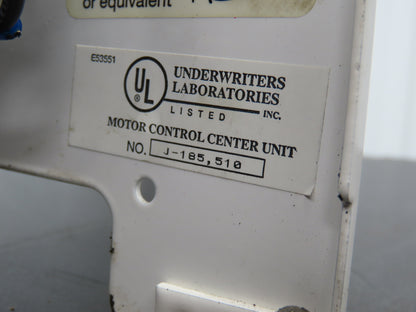 or equivalent
E53551
UL
UNDERWRITERS
LABORATORIES
LISTED INC.
MOTOR CONTROL CENTER UNIT
NO. J-185,510